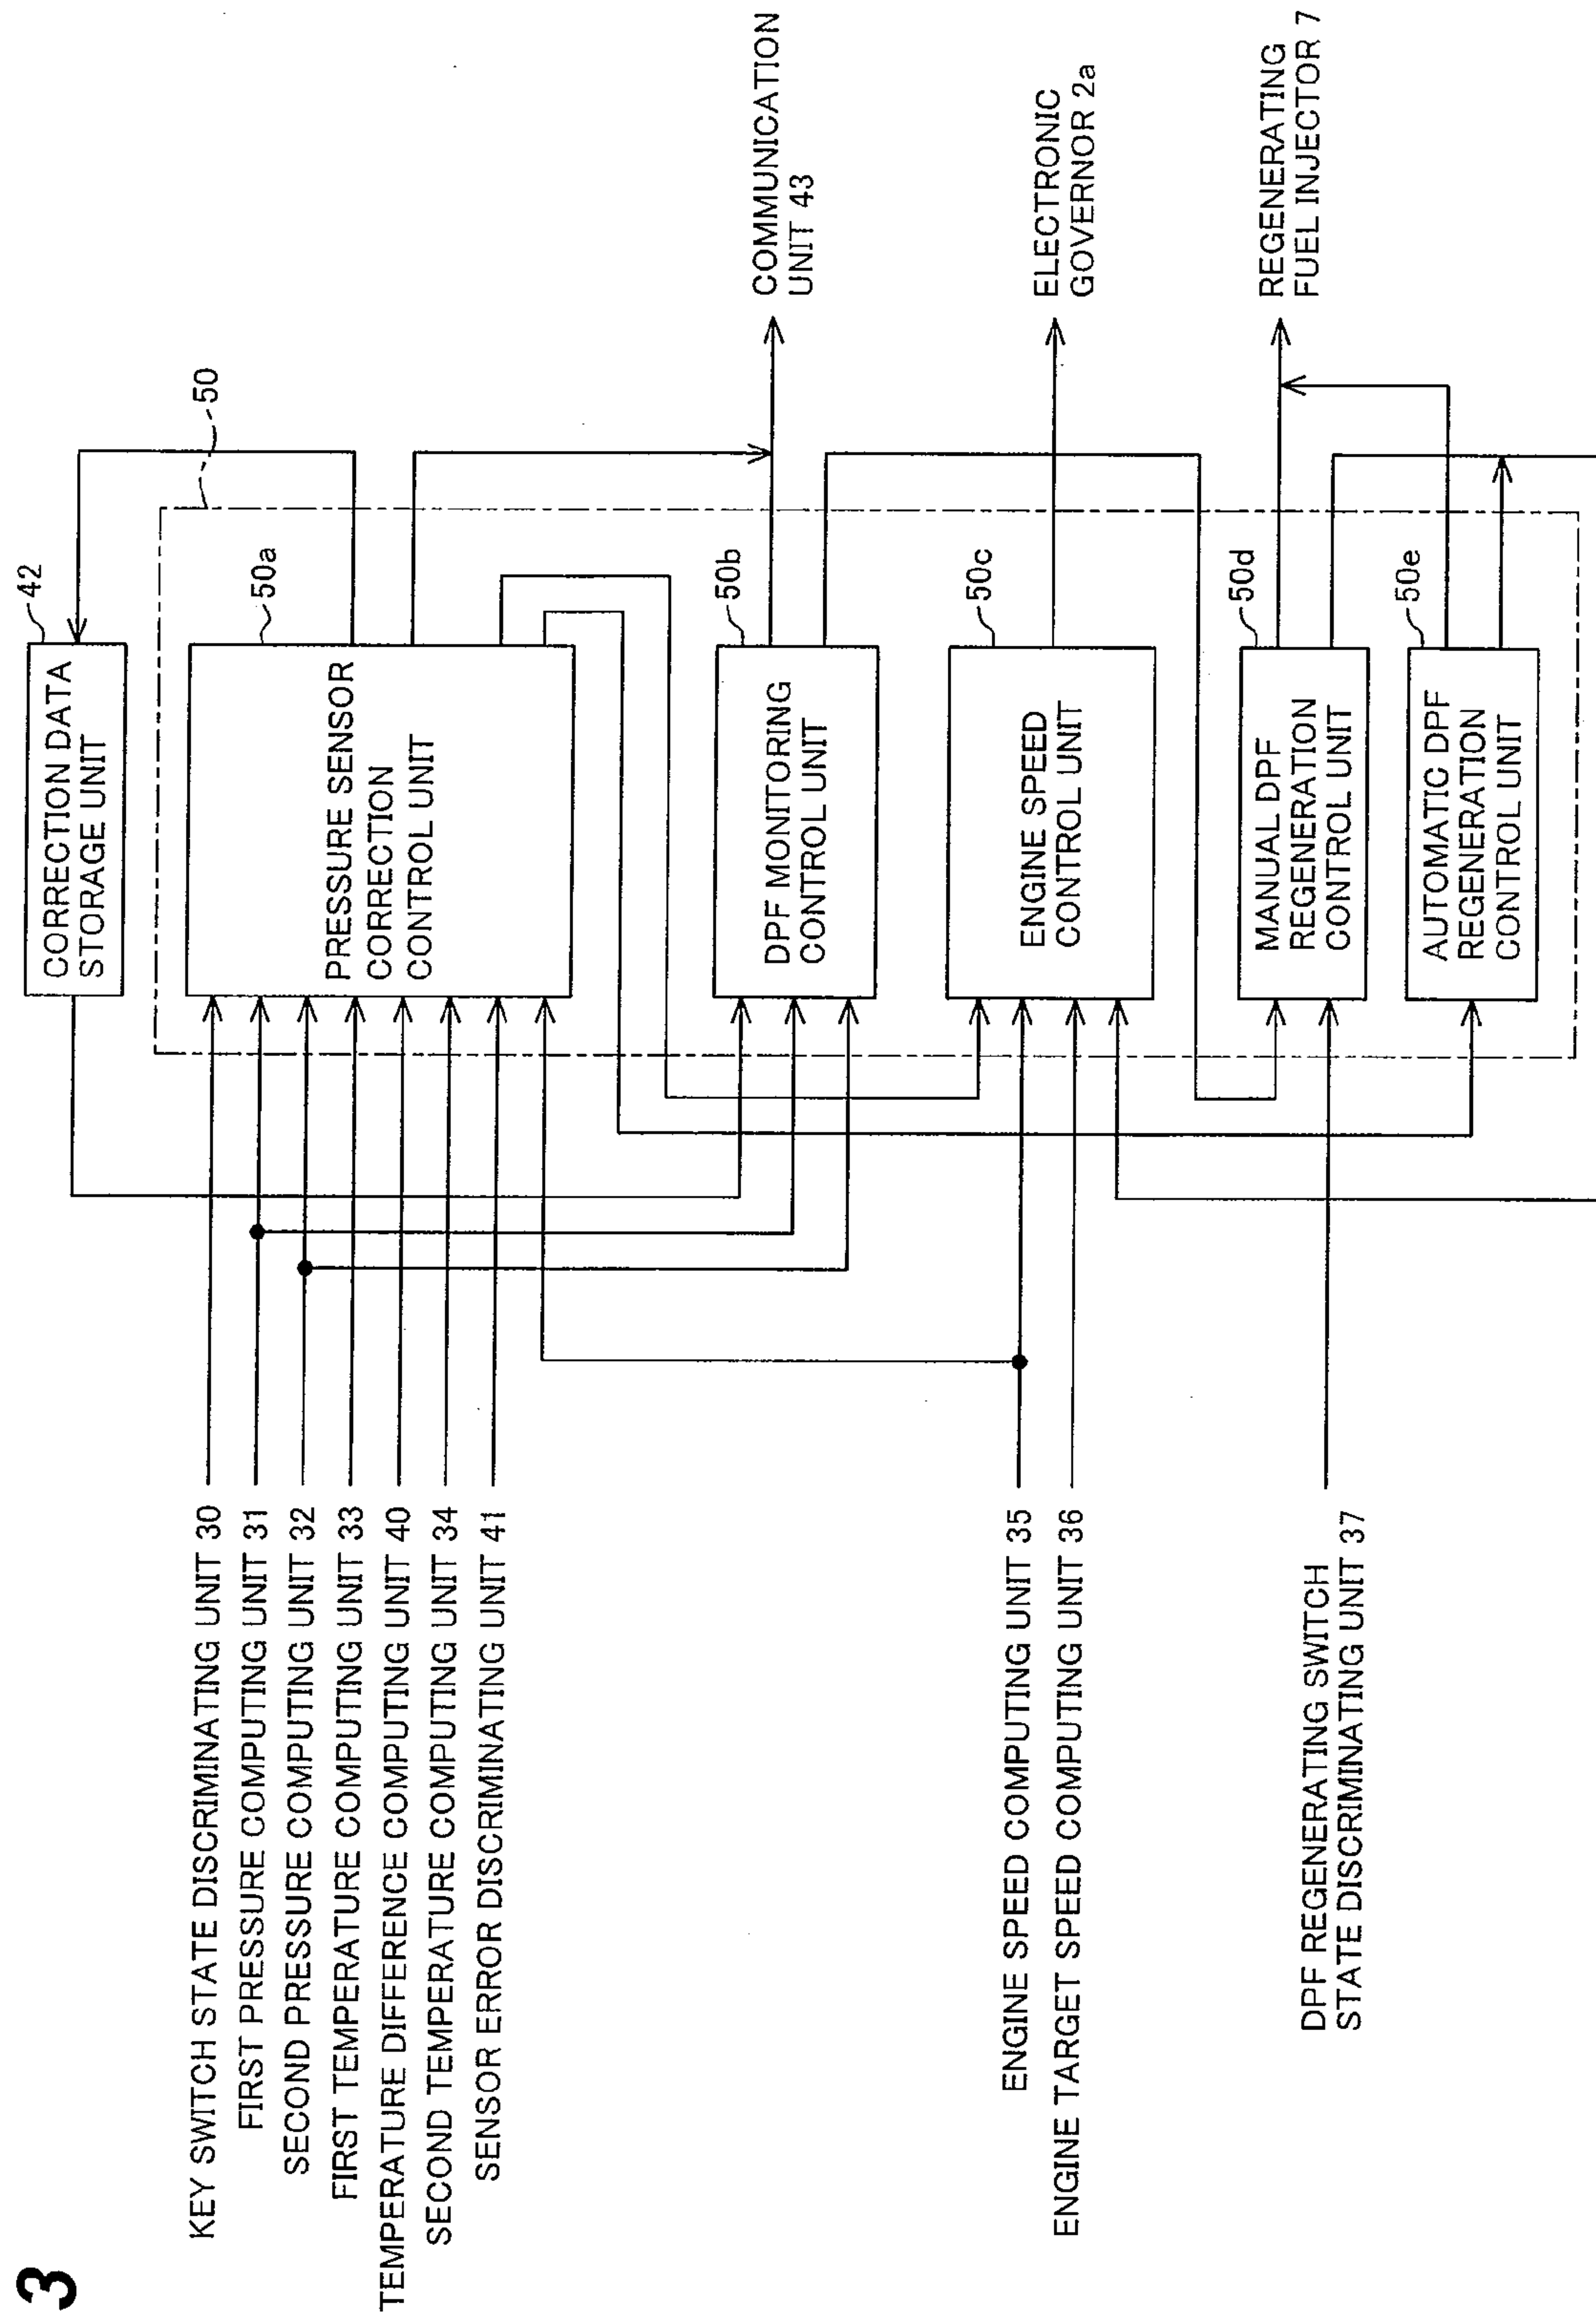 3
42
CORRECTION DATA
STORAGE UNIT
50
50a
PRESSURE SENSOR
CORRECTION
CONTROL UNIT
50b
DPF MONITORING
CONTROL UNIT
50c
ENGINE SPEED
CONTROL UNIT
50d
MANUAL DPF
REGENERATION
CONTROL UNIT
50e
AUTOMATIC DPF
REGENERATION
CONTROL UNIT
KEY SWITCH STATE DISCRIMINATING UNIT 30
FIRST PRESSURE COMPUTING UNIT 31
SECOND PRESSURE COMPUTING UNIT 32
FIRST TEMPERATURE COMPUTING UNIT 33
TEMPERATURE DIFFERENCE COMPUTING UNIT 40
SECOND TEMPERATURE COMPUTING UNIT 34
SENSOR ERROR DISCRIMINATING UNIT 41
ENGINE SPEED COMPUTING UNIT 35
ENGINE TARGET SPEED COMPUTING UNIT 36
DPF REGENERATING SWITCH
STATE DISCRIMINATING UNIT 37
COMMUNICATION
UNIT 43
ELECTRONIC
GOVERNOR 2a
REGENERATING
FUEL INJECTOR 7